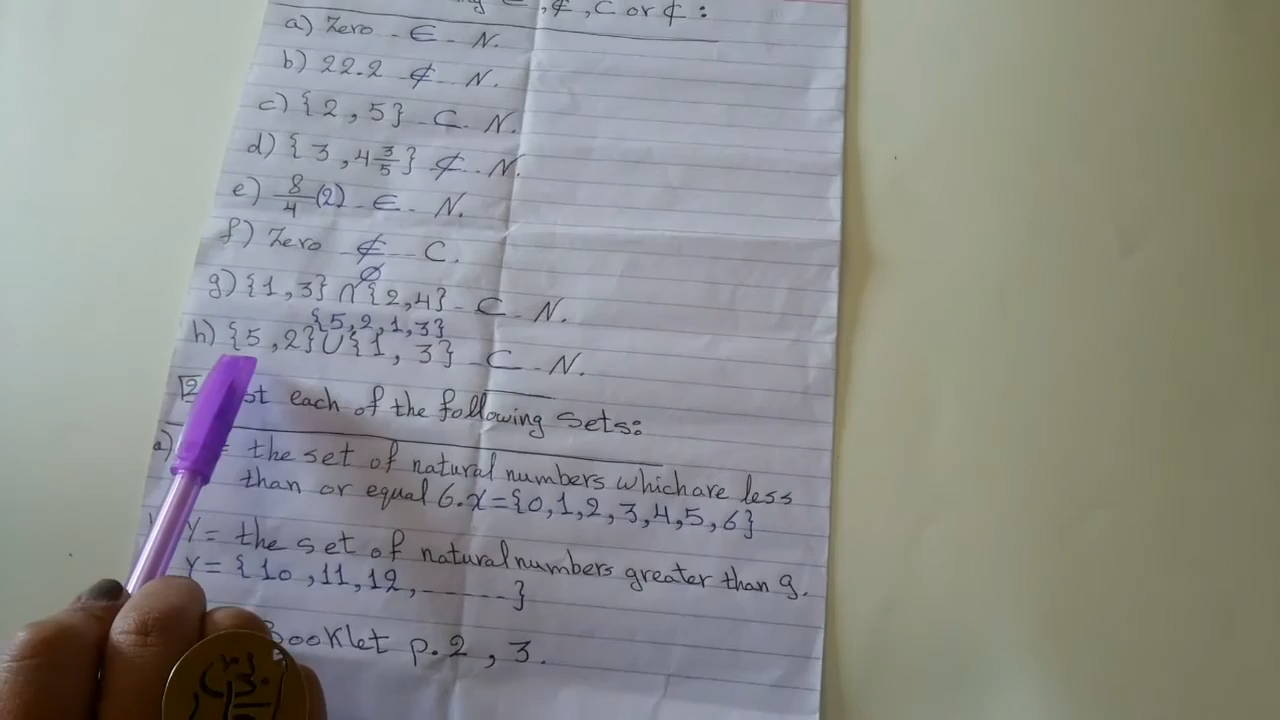 ∉, ⊂ or ⊄ :
a) Zero - ∈ - N.
b) 22.2 - ∉ - N.
c) {2, 5} - ⊂ - N.
d) {3, 4 3/5} - ⊄ - N.
e) 8/4 (2) - ∈ - N.
f) Zero - ∉ - C.
∅
g) {1, 3} ∩ {2, 4} - ⊂ - N.
{5, 2, 1, 3}
h) {5, 2} ∪ {1, 3} - ⊂ - N.
2 each of the following sets:
a) = the set of natural numbers which are less
than or equal 6. X = {0, 1, 2, 3, 4, 5, 6}
Y = the set of natural numbers greater than 9.
Y = {10, 11, 12, ------}
Booklet p. 2, 3.